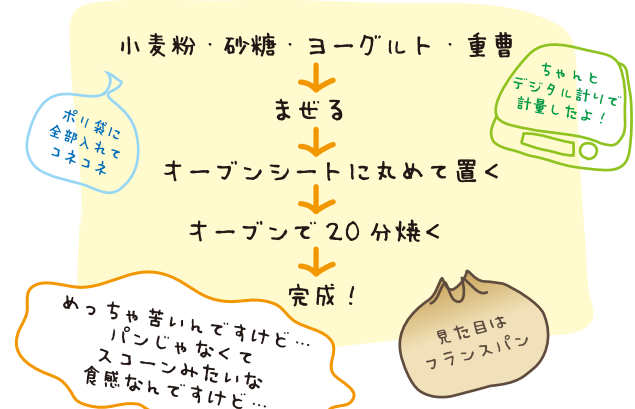 小麦粉・砂糖・ヨーグルト・重曹
ちゃんと
デジタル計りで
計量したよ！
まぜる
ポリ袋に
全部入れて
コネコネ
オーブンシートに丸めて置く
オーブンで20分焼く
完成！
めっちゃ苦いんですけど…
パンじゃなくて
スコーンみたいな
食感なんですけど…
見た目は
フランスパン